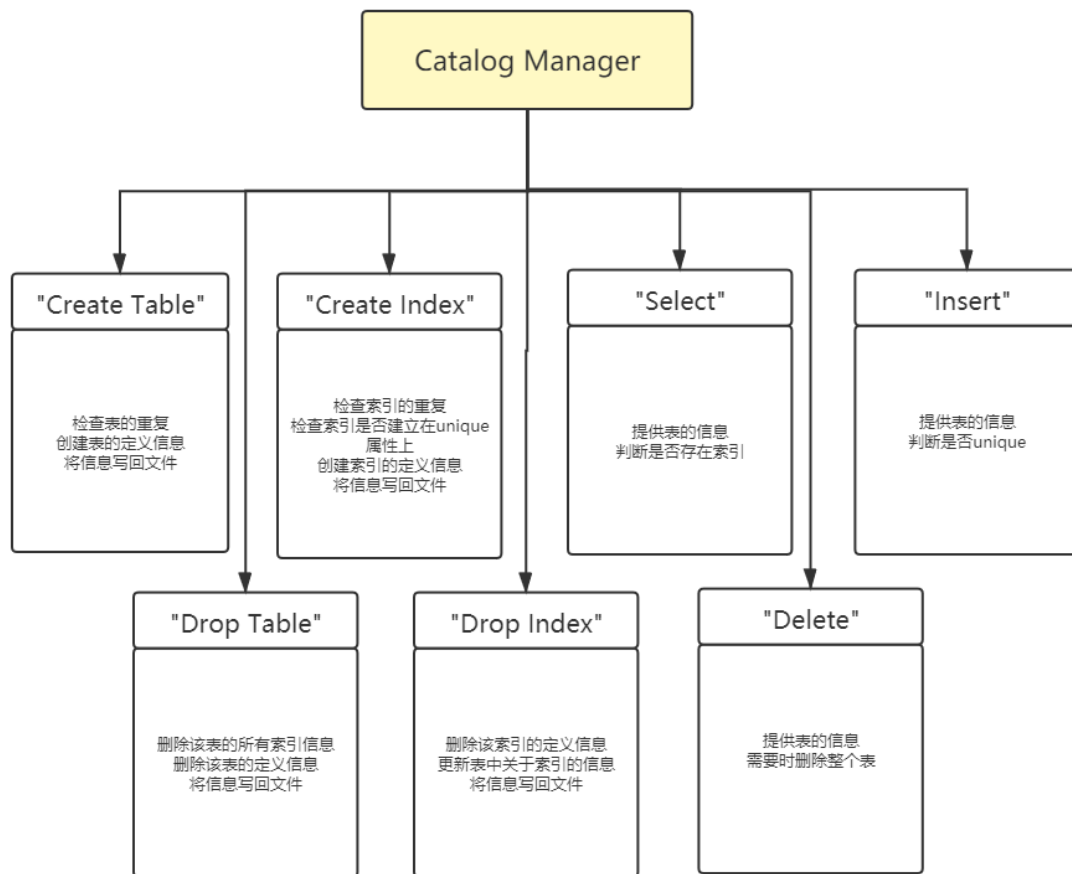 Catalog Manager
"Create Table"
检查表的重复
创建表的定义信息
将信息写回文件
"Create Index"
检查索引的重复
检查索引是否建立在unique
属性上
创建索引的定义信息
将信息写回文件
"Select"
提供表的信息
判断是否存在索引
"Insert"
提供表的信息
判断是否unique
"Drop Table"
删除该表的所有索引信息
删除该表的定义信息
将信息写回文件
"Drop Index"
删除该索引的定义信息
更新表中关于索引的信息
将信息写回文件
"Delete"
提供表的信息
需要时删除整个表